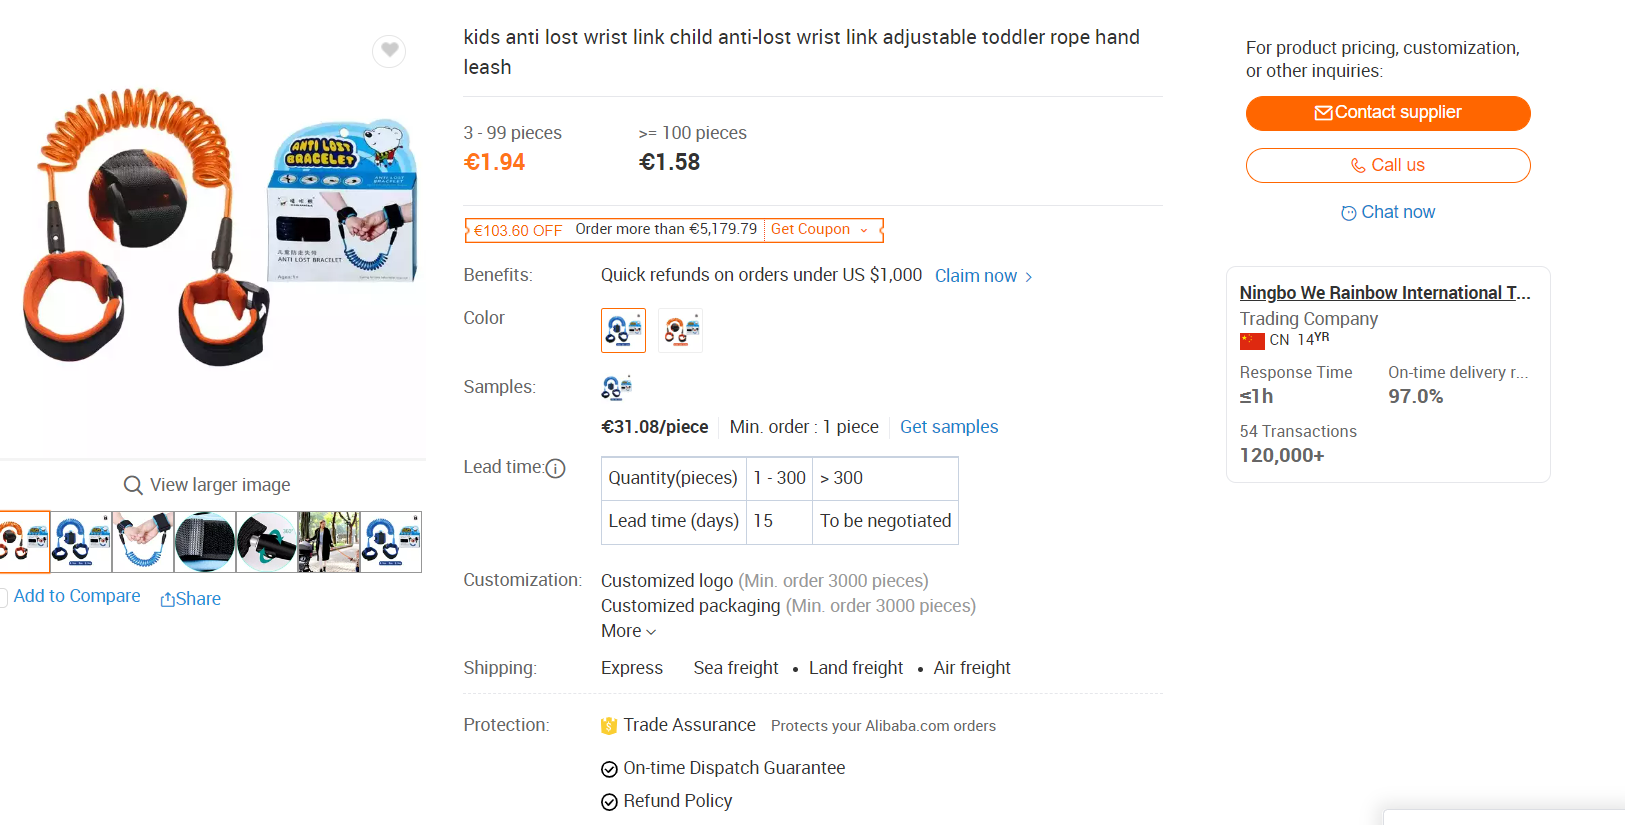 ANTI LOST
BRACELET
ANTI LOST BRACELET
View larger image
Add to Compare
Share
kids anti lost wrist link child anti-lost wrist link adjustable toddler rope hand
leash
3 - 99 pieces >= 100 pieces
€1.94 €1.58
€103.60 OFF Order more than €5,179.79 Get Coupon
Benefits: Quick refunds on orders under US $1,000 Claim now >
Color
Samples:
€31.08/piece Min. order : 1 piece Get samples
Lead time:
Quantity(pieces) 1 - 300 > 300
Lead time (days) 15 To be negotiated
Customization: Customized logo (Min. order 3000 pieces)
Customized packaging (Min. order 3000 pieces)
More
Shipping: Express Sea freight • Land freight • Air freight
Protection: Trade Assurance Protects your Alibaba.com orders
On-time Dispatch Guarantee
Refund Policy
For product pricing, customization,
or other inquiries:
Contact supplier
Call us
Chat now
Ningbo We Rainbow International T...
Trading Company
CN 14YR
Response Time On-time delivery r...
≤1h 97.0%
54 Transactions
120,000+